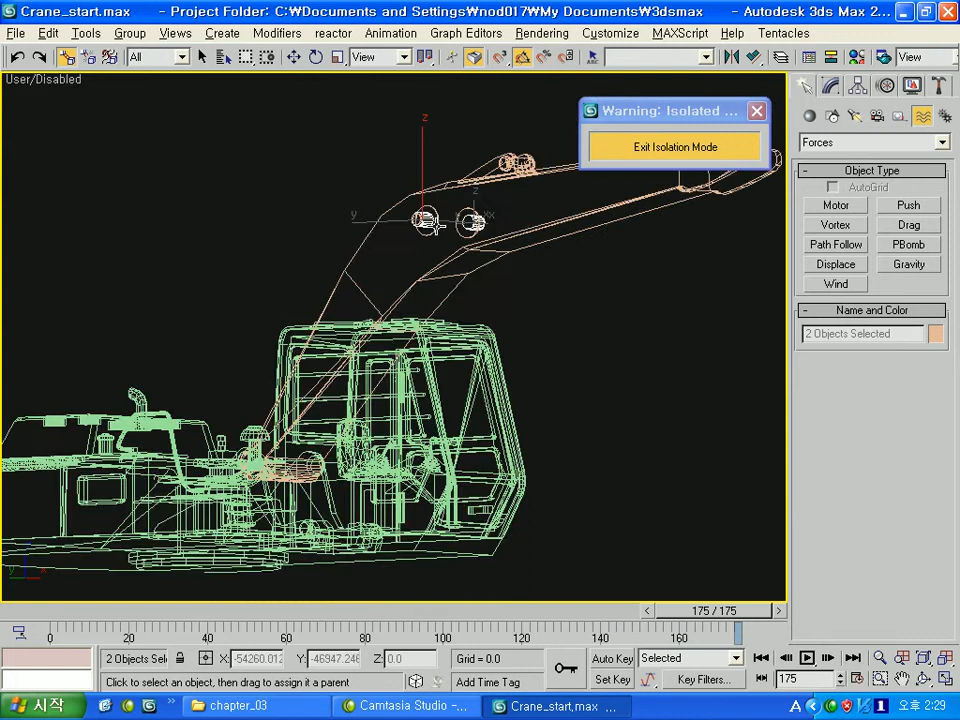 Crane_start.max - Project Folder: C:₩Documents and Settings₩nod017₩My Documents₩3dsmax - Autodesk 3ds Max 2...
File Edit Tools Group Views Create Modifiers reactor Animation Graph Editors Rendering Customize MAXScript Help Tentacles
All View View
User/Disabled
Warning: Isolated ...
Exit Isolation Mode
z
z
y x xx
y x
Forces
- Object Type
AutoGrid
Motor Push
Vortex Drag
Path Follow PBomb
Displace Gravity
Wind
- Name and Color
2 Objects Selected
< 175 / 175 >
0 20 40 60 80 100 120 140 160
2 Objects Sel X: -54260.012 Y: -46947.248 Z: 0.0 Grid = 0.0 Auto Key Selected
Click to select an object, then drag to assign it a parent Add Time Tag Set Key Key Filters... 175
시작 chapter_03 Camtasia Studio - ... Crane_start,max ... A 오후 2:29